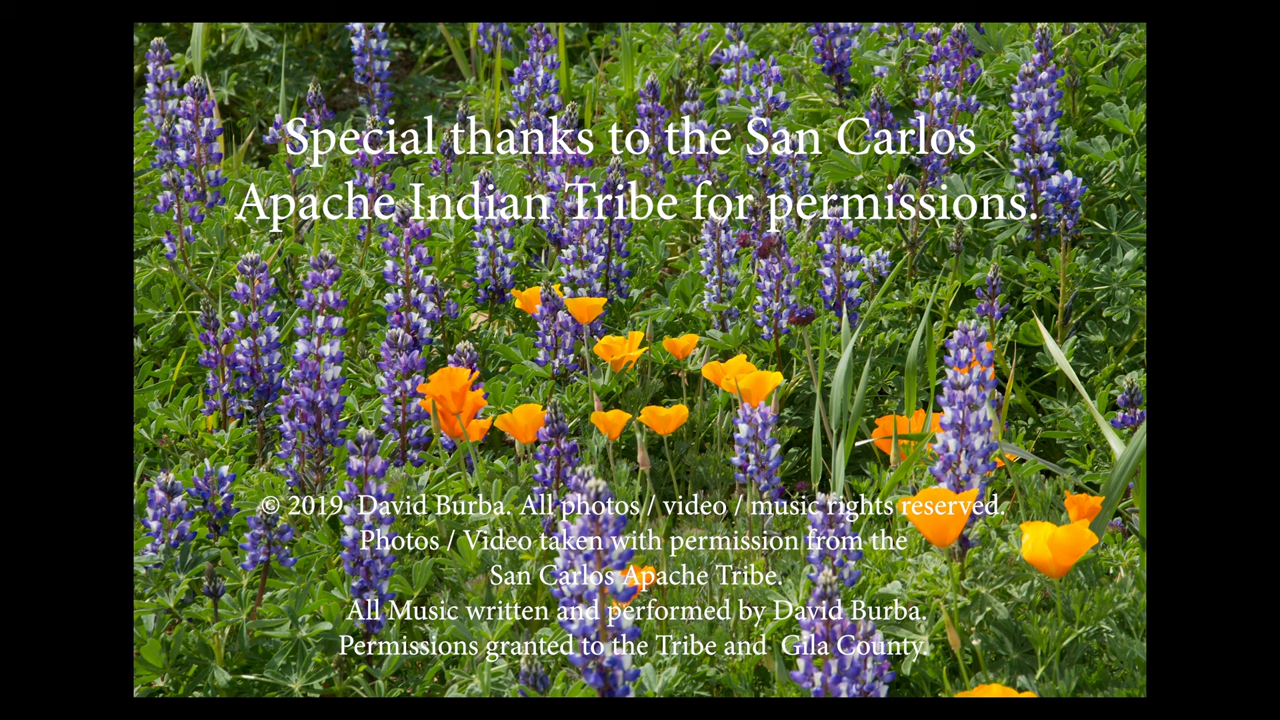 Special thanks to the San Carlos
Apache Indian Tribe for permissions.
© 2019 David Burba. All photos / video / music rights reserved.
Photos / Video taken with permission from the
San Carlos Apache Tribe.
All Music written and performed by David Burba.
Permissions granted to the Tribe and Gila County.